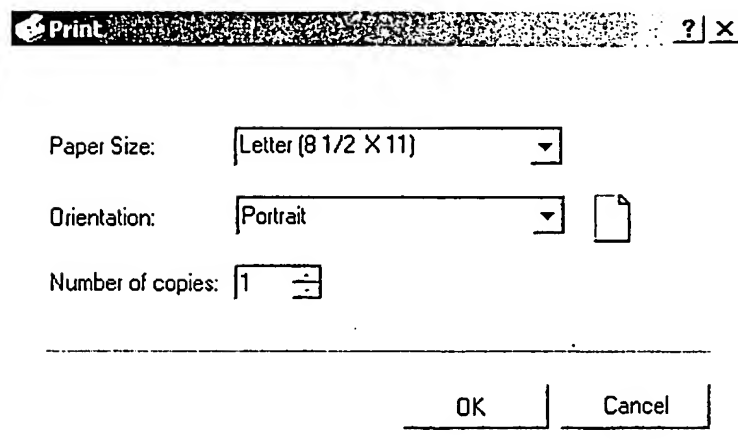 Print ? ×
Paper Size: Letter (8 1/2 X 11)
Orientation: Portrait
Number of copies: 1
OK Cancel